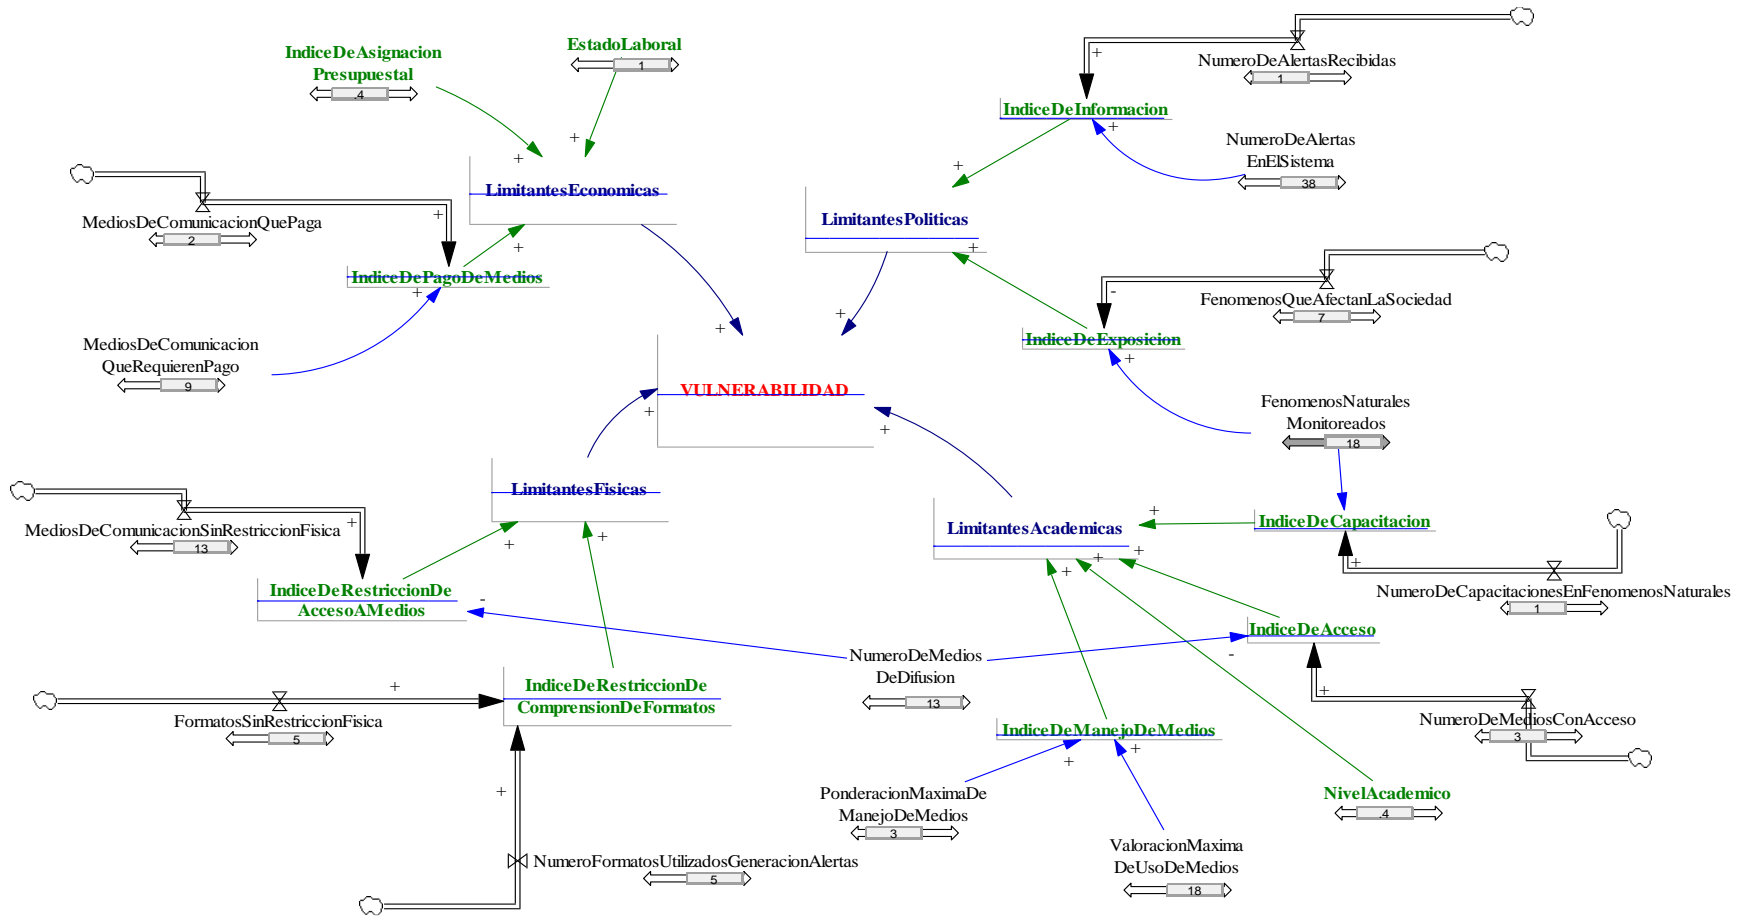 IndiceDeAsignacion
Presupuestal
.4
EstadoLaboral
1
+
+
NumeroDeAlertasRecibidas
1
+
IndiceDeInformacion
+
NumeroDeAlertas
EnElSistema
38
+
MediosDeComunicacionQuePaga
2
+
LimitantesEconomicas
+
IndiceDePagoDeMedios
+
MediosDeComunicacion
QueRequierenPago
9
LimitantesPoliticas
+
+
+
FenomenosQueAfectanLaSociedad
7
-
IndiceDeExposicion
+
VULNERABILIDAD
+
+
FenomenosNaturales
Monitoreados
18
LimitantesFisicas
+
+
MediosDeComunicacionSinRestriccionFisica
13
+
IndiceDeRestriccionDe
AccesoAMedios
-
LimitantesAcademicas
+
+
+
+
IndiceDeCapacitacion
+
NumeroDeCapacitacionesEnFenomenosNaturales
1
IndiceDeAcceso
-
+
NumeroDeMedios
DeDifusion
13
NumeroDeMediosConAcceso
3
IndiceDeRestriccionDe
ComprensionDeFormatos
+
FormatosSinRestriccionFisica
5
+
NumeroFormatosUtilizadosGeneracionAlertas
5
IndiceDeManejoDeMedios
+
+
PonderacionMaximaDe
ManejoDeMedios
3
ValoracionMaxima
DeUsoDeMedios
18
NivelAcademico
.4